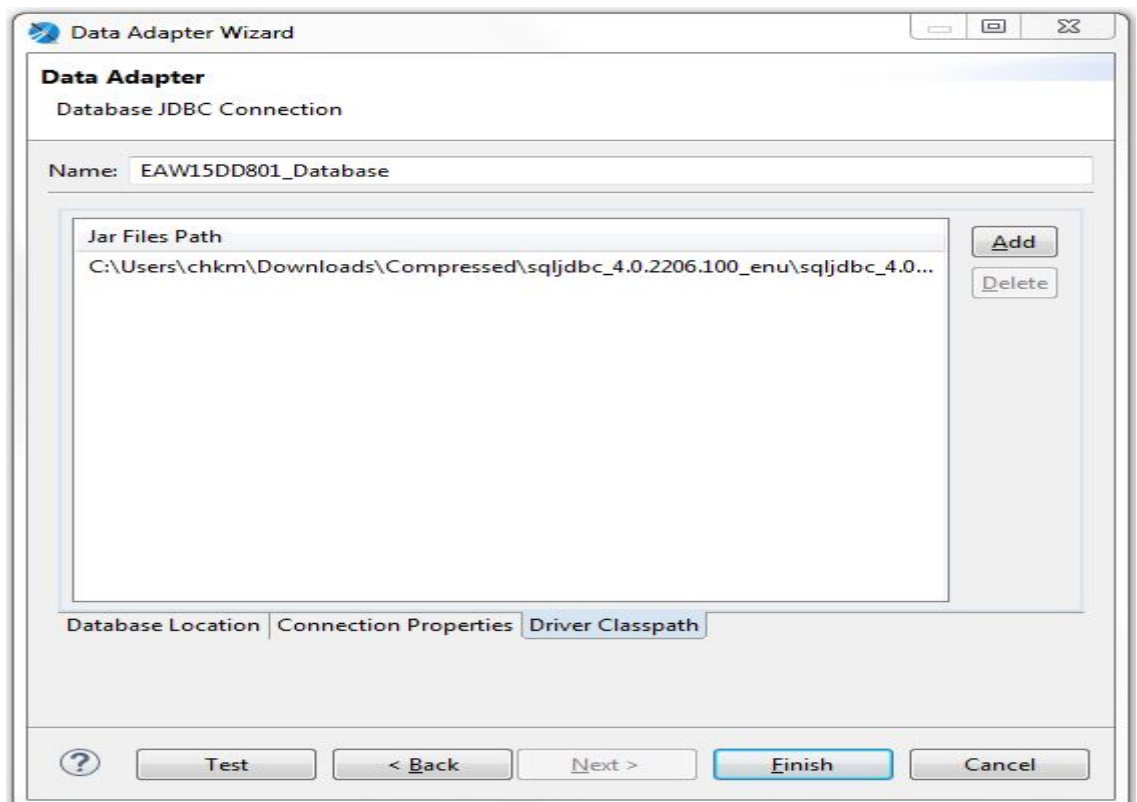 Data Adapter Wizard
Data Adapter
Database JDBC Connection
Name: EAW15DD801_Database
Jar Files Path
Add
C:\Users\chkm\Downloads\Compressed\sqljdbc_4.0.2206.100_enu\sqljdbc_4.0...
Delete
Database Location Connection Properties Driver Classpath
? Test < Back Next > Finish Cancel